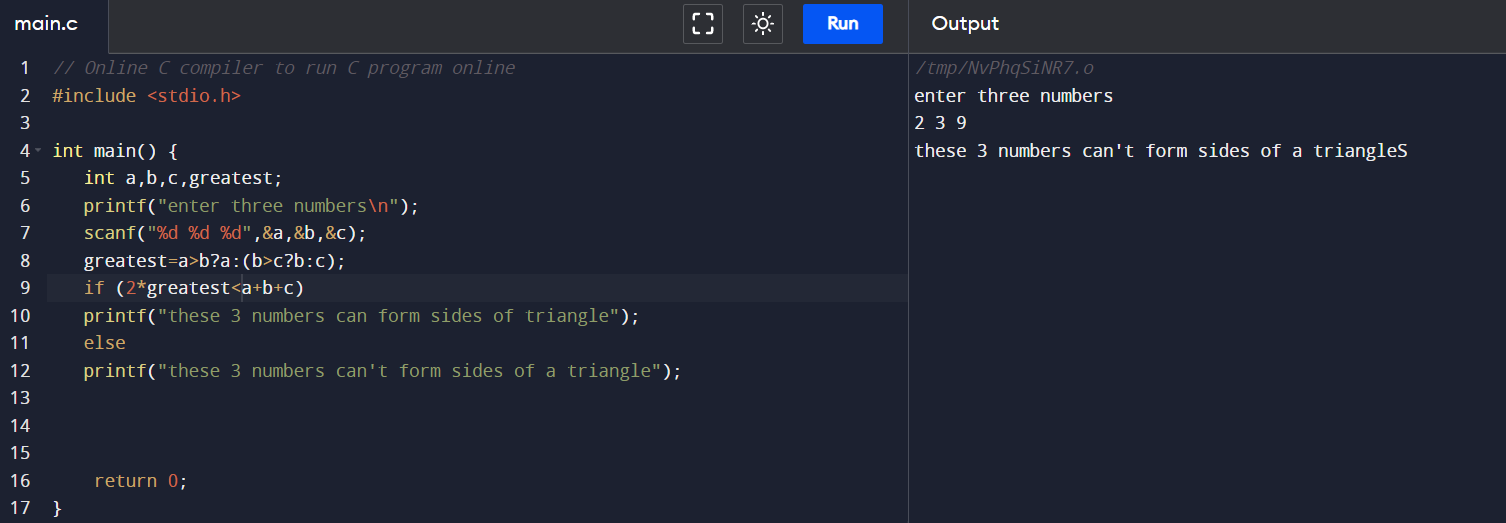 main.c
Run
Output
1 // Online C compiler to run C program online
2 #include <stdio.h>
3
4 int main() {
5 int a,b,c,greatest;
6 printf("enter three numbers\n");
7 scanf("%d %d %d",&a,&b,&c);
8 greatest=a>b?a:(b>c?b:c);
9 if (2*greatest<a+b+c)
10 printf("these 3 numbers can form sides of triangle");
11 else
12 printf("these 3 numbers can't form sides of a triangle");
13
14
15
16 return 0;
17 }
/tmp/NvPhqSiNR7.o
enter three numbers
2 3 9
these 3 numbers can't form sides of a triangleS